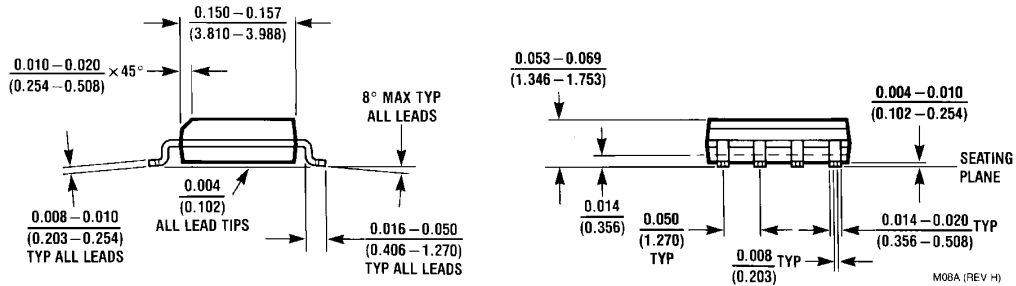 0.150 – 0.157
(3.810 – 3.988)
0.010 – 0.020
(0.254 – 0.508)
×45°
8° MAX TYP
ALL LEADS
0.004
(0.102)
ALL LEAD TIPS
0.008 – 0.010
(0.203 – 0.254)
TYP ALL LEADS
0.016 – 0.050
(0.406 – 1.270)
TYP ALL LEADS
0.053 – 0.069
(1.346 – 1.753)
0.004 – 0.010
(0.102 – 0.254)
SEATING
PLANE
0.014
(0.356)
0.050
(1.270)
TYP
0.014 – 0.020
(0.356 – 0.508)
TYP
0.008
(0.203)
TYP
M08A (REV H)